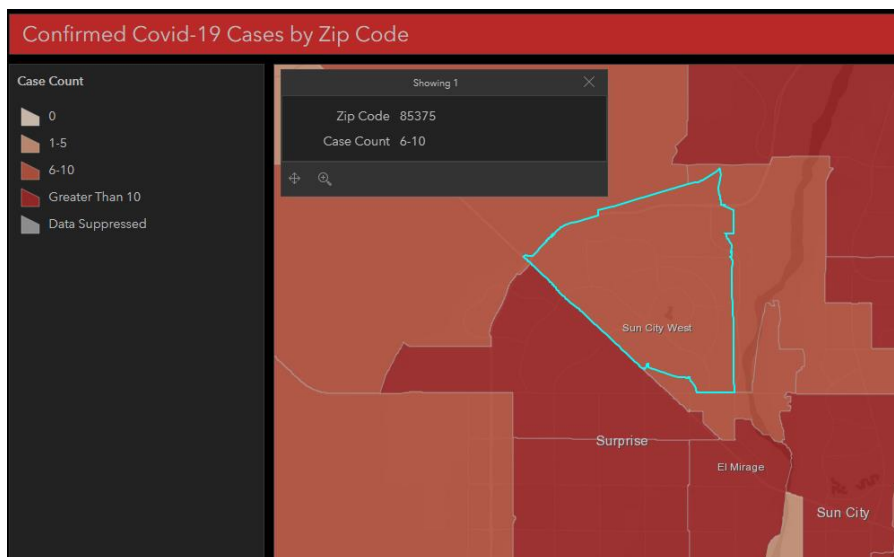 Confirmed Covid-19 Cases by Zip Code
Case Count
0
1-5
6-10
Greater Than 10
Data Suppressed
Showing 1
Zip Code 85375
Case Count 6-10
Sun City West
Surprise
El Mirage
Sun City